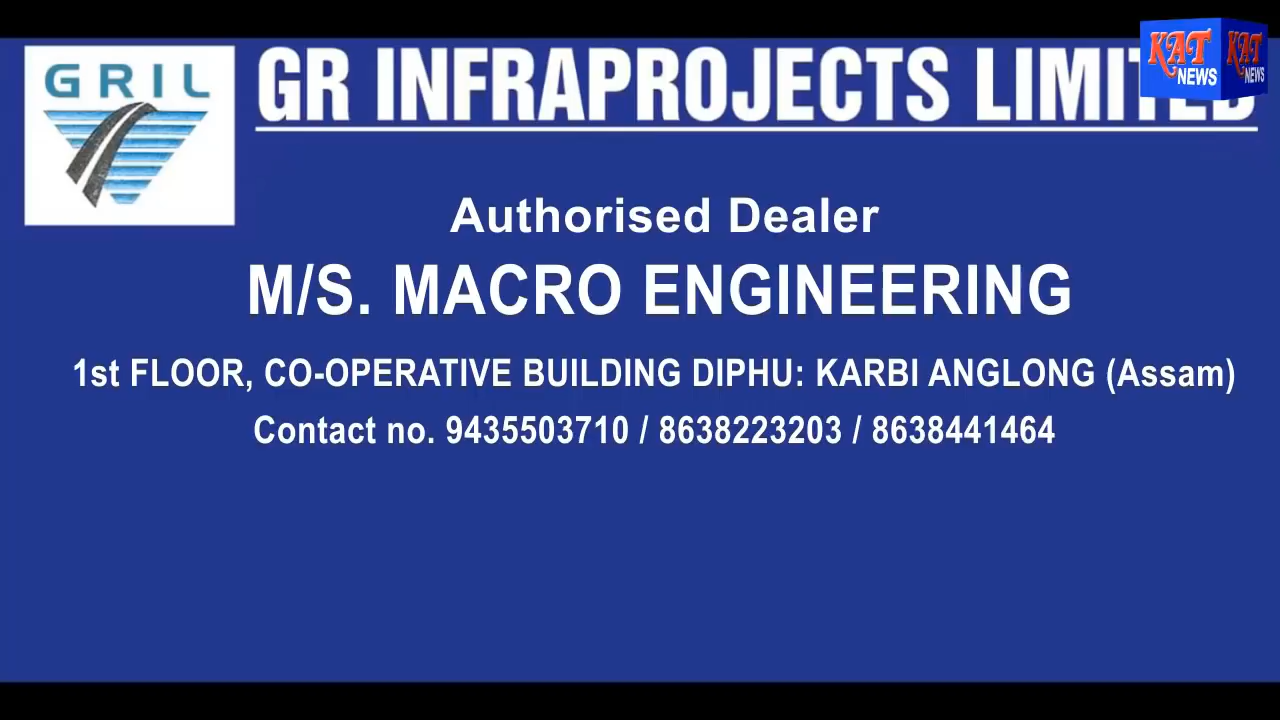 GRIL
GR INFRAPROJECTS LIMITED
KAT NEWS
KAT NEWS
Authorised Dealer
M/S. MACRO ENGINEERING
1st FLOOR, CO-OPERATIVE BUILDING DIPHU: KARBI ANGLONG (Assam)
Contact no. 9435503710 / 8638223203 / 8638441464